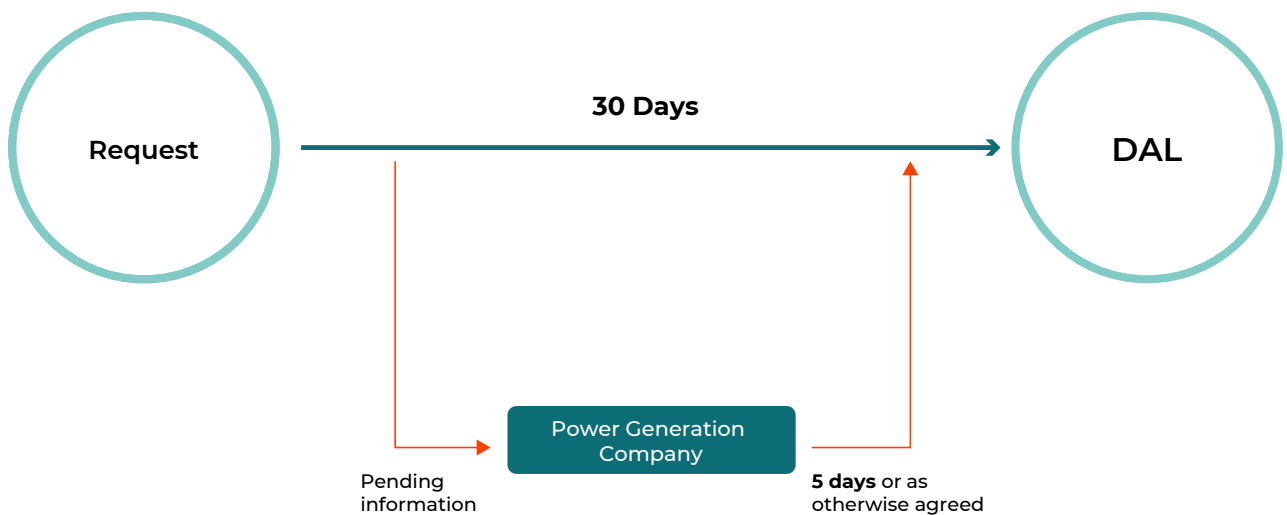 30 Days
Request
DAL
Power Generation
Company
Pending
information
5 days or as
otherwise agreed